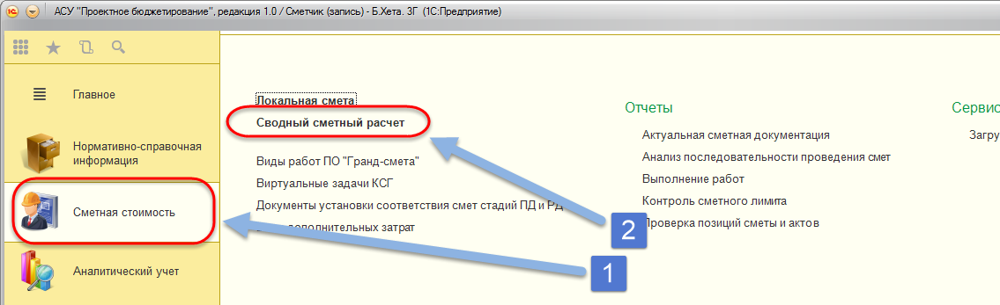 АСУ "Проектное бюджетирование", редакция 1.0 / Сметчик (запись) - Б.Хета. ЗГ (1С:Предприятие)
Главное
Нормативно-справочная
информация
Сметная стоимость
Аналитический учет
Локальная смета
Сводный сметный расчет
Виды работ ПО "Гранд-смета"
Виртуальные задачи КСГ
Документы установки соответствия смет стадий ПД и РД
дополнительных затрат
Отчеты
Актуальная сметная документация
Анализ последовательности проведения смет
Выполнение работ
Контроль сметного лимита
Проверка позиций сметы и актов
Сервис
Загру
2
1